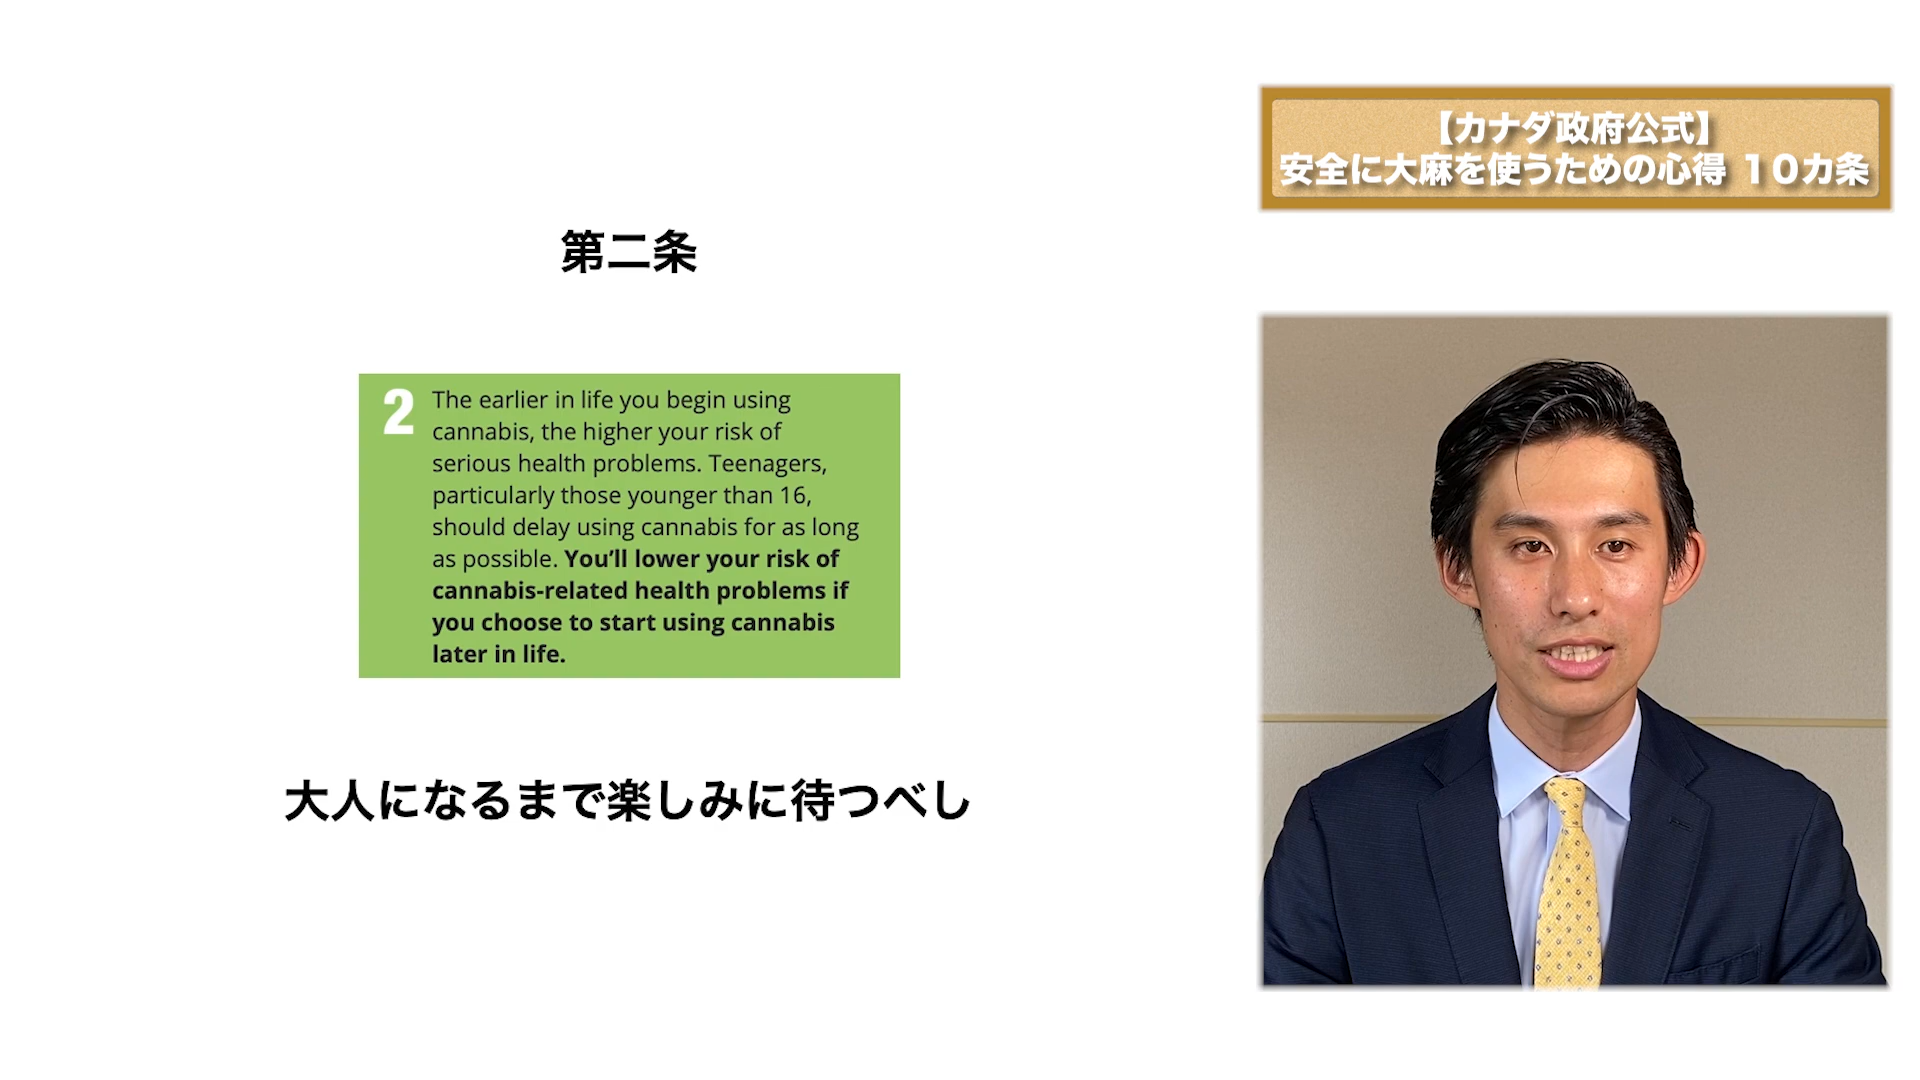 【カナダ政府公式】
安全に大麻を使うための心得 １０カ条
第二条
2
The earlier in life you begin using
cannabis, the higher your risk of
serious health problems. Teenagers,
particularly those younger than 16,
should delay using cannabis for as long
as possible. You’ll lower your risk of
cannabis-related health problems if
you choose to start using cannabis
later in life.
大人になるまで楽しみに待つべし